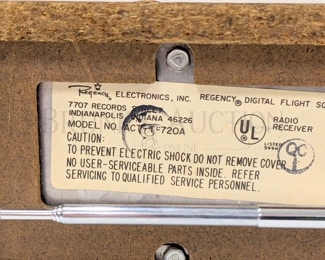 Regency ELECTRONICS, INC. REGENCY DIGITAL FLIGHT SC
7707 RECORDS
INDIANAPOLIS, INDIANA 46226
MODEL NO. ACT-T-720A
UL
LISTED
RADIO
RECEIVER
CAUTION:
TO PREVENT ELECTRIC SHOCK DO NOT REMOVE COVER
NO USER-SERVICEABLE PARTS INSIDE. REFER
SERVICING TO QUALIFIED SERVICE PERSONNEL.
QC